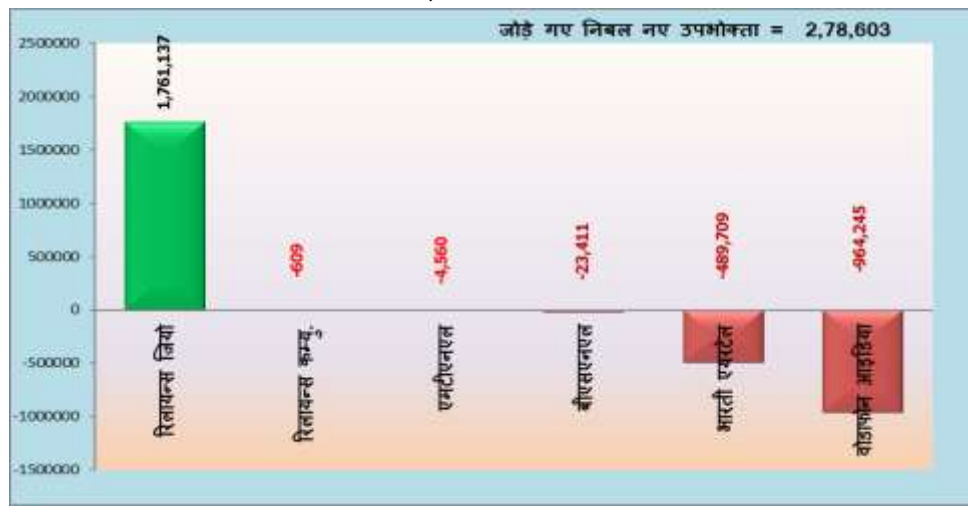 जोड़े गए निबल नए उपभोक्ता = 2,78,603
2500000
2000000
1500000
1000000
500000
0
-500000
-1000000
-1500000
1,761,137
-609
-4,560
-23,411
-489,709
-964,245
रिलायन्स जियो
रिलायन्स कम्यु.
एमटीएनएल
बीएसएनएल
भारती एयरटेल
वोडाफोन आइडिया